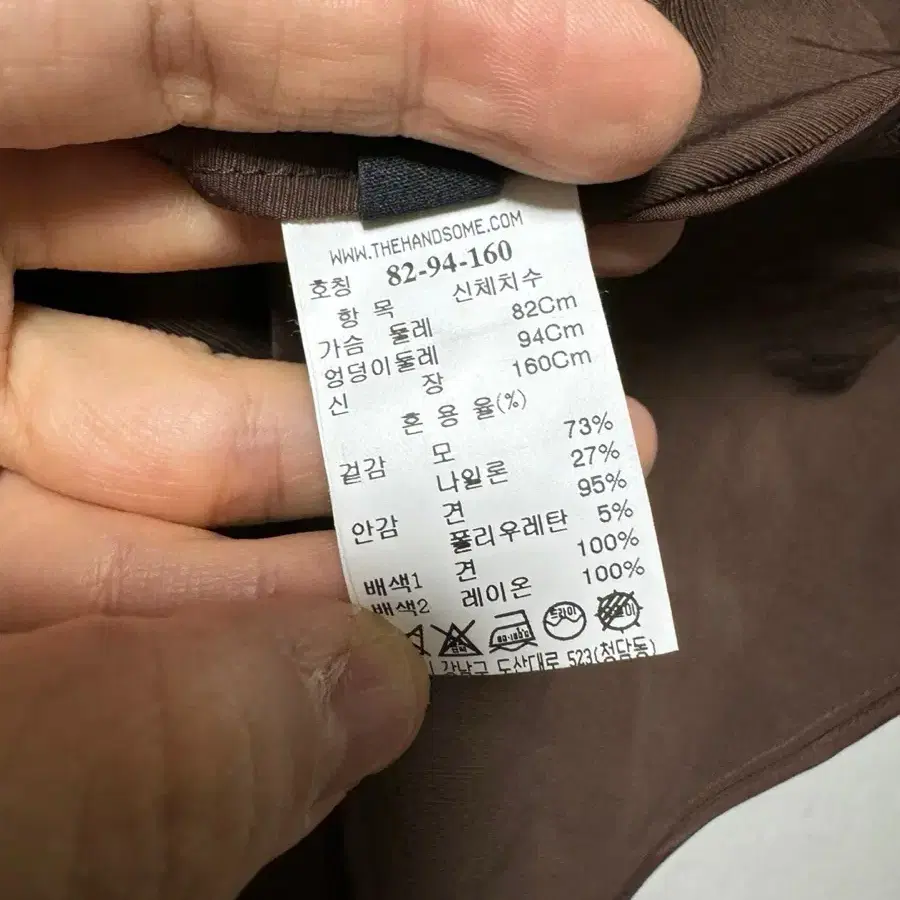 WWW.THEHANDSOME.COM
호칭 82-94-160
항 목 신체치수
가슴 둘레 82Cm
엉덩이둘레 94Cm
신 장 160Cm
혼 용 율(%)
겉감 모 73%
나일론 27%
안감 견 95%
폴리우레탄 5%
배색1 견 100%
배색2 레이온 100%
드라이
강남구 도산대로 523(청담동)